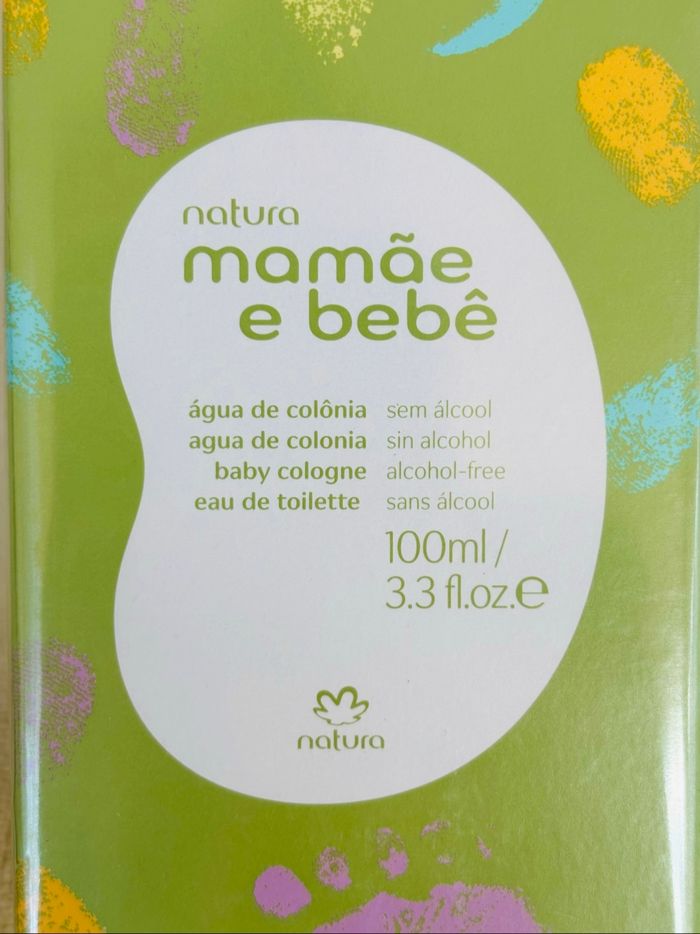 natura
mamãe
e bebê
água de colônia sem álcool
agua de colonia sin alcohol
baby cologne alcohol-free
eau de toilette sans álcool
100ml /
3.3 fl.oz.e
natura